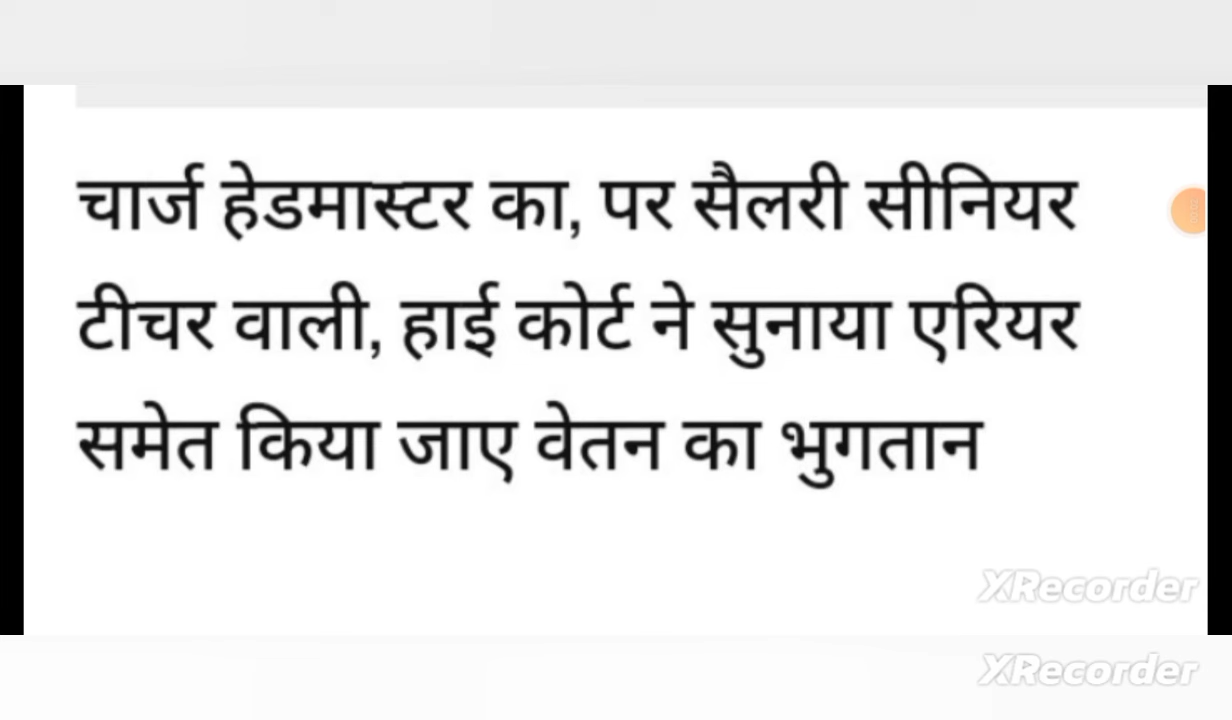 चार्ज हेडमास्टर का, पर सैलरी सीनियर
टीचर वाली, हाई कोर्ट ने सुनाया एरियर
समेत किया जाए वेतन का भुगतान
XRecorder
XRecorder